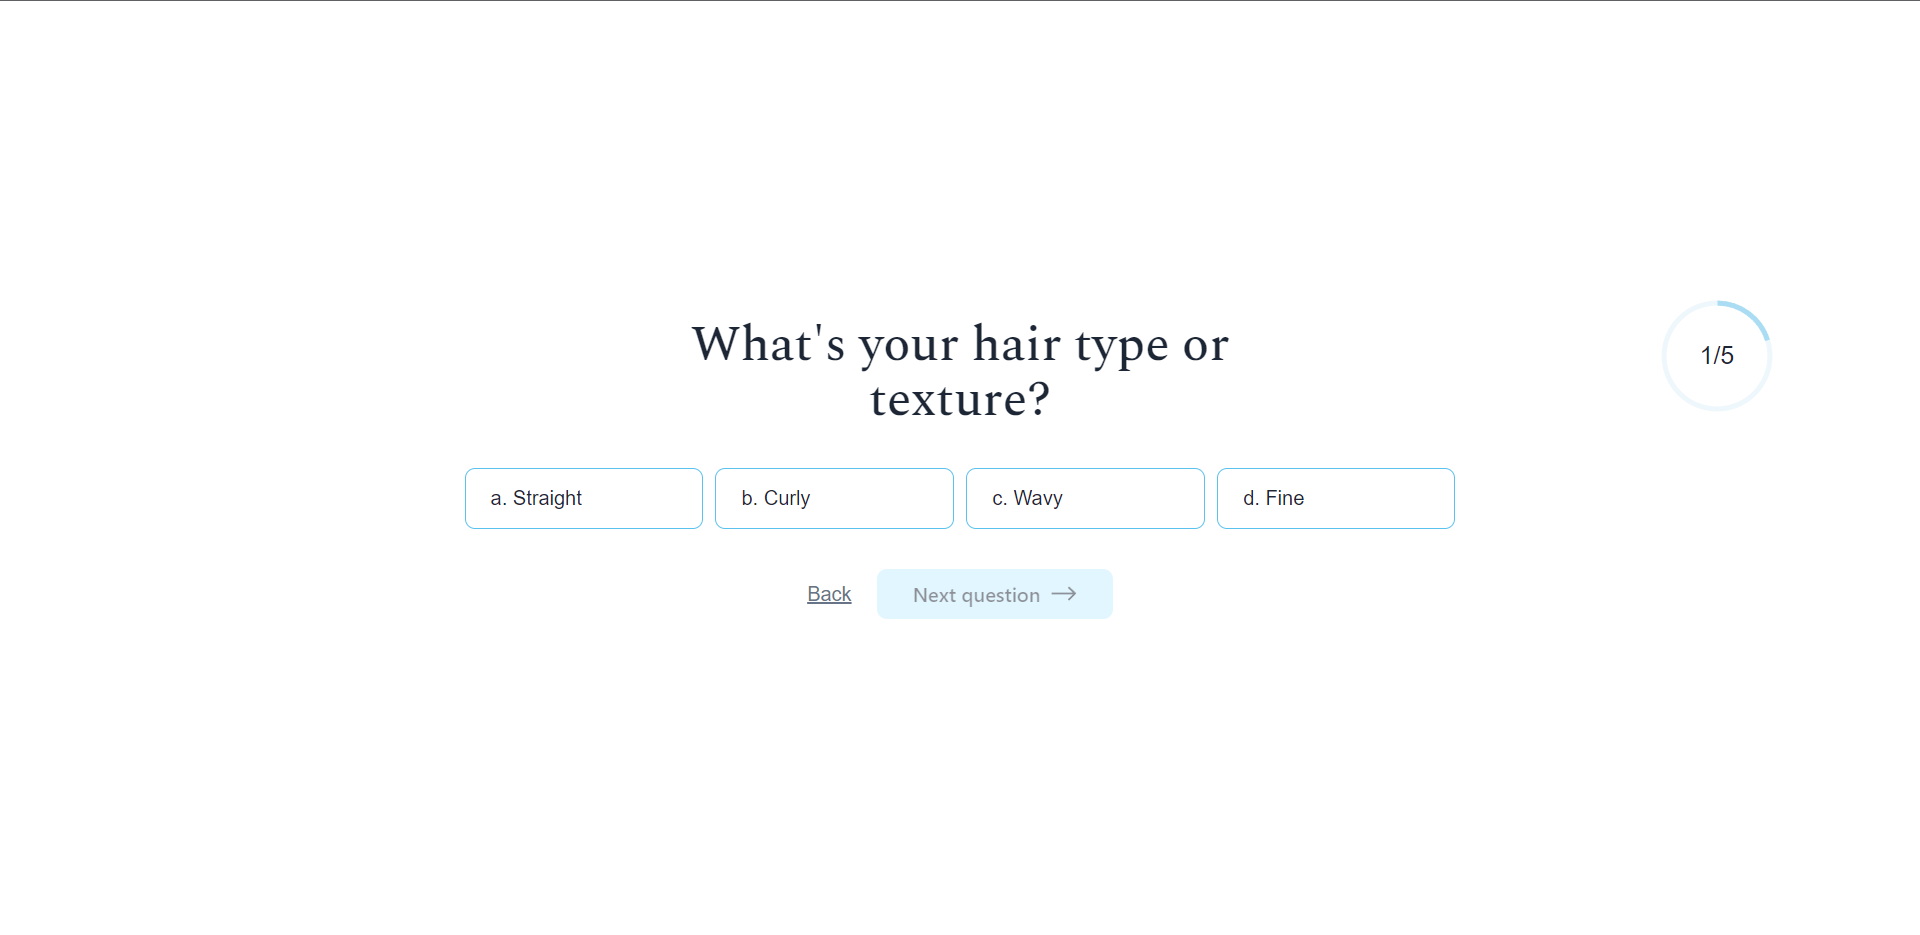 What's your hair type or
texture?
1/5
a. Straight
b. Curly
c. Wavy
d. Fine
Back
Next question